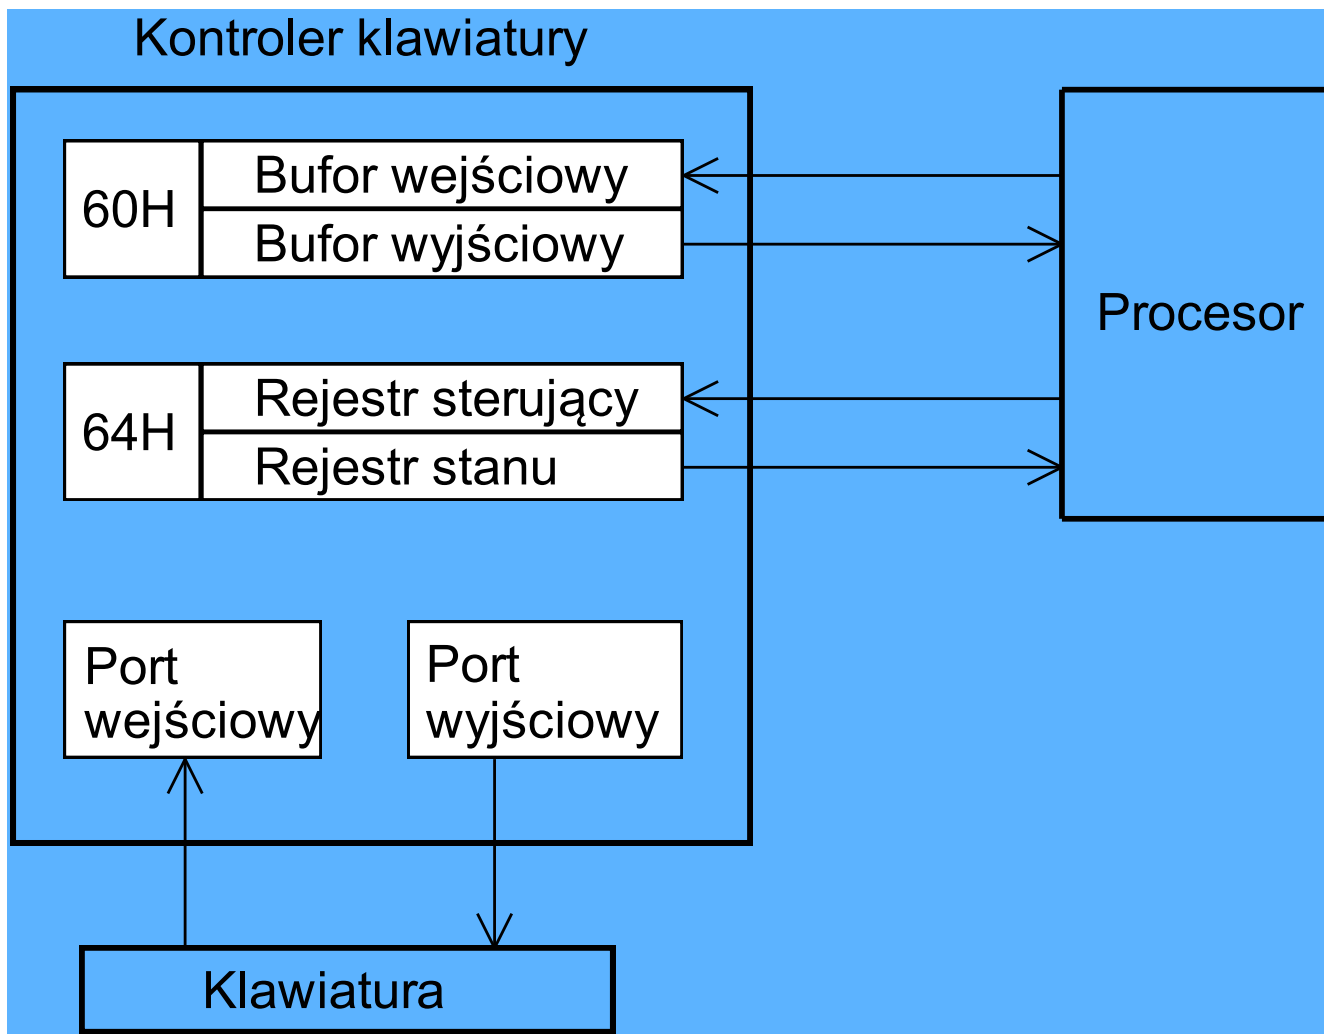 Kontroler klawiatury
60H
Bufor wejściowy
Bufor wyjściowy
Procesor
64H
Rejestr sterujący
Rejestr stanu
Port
wejściowy
Port
wyjściowy
Klawiatura